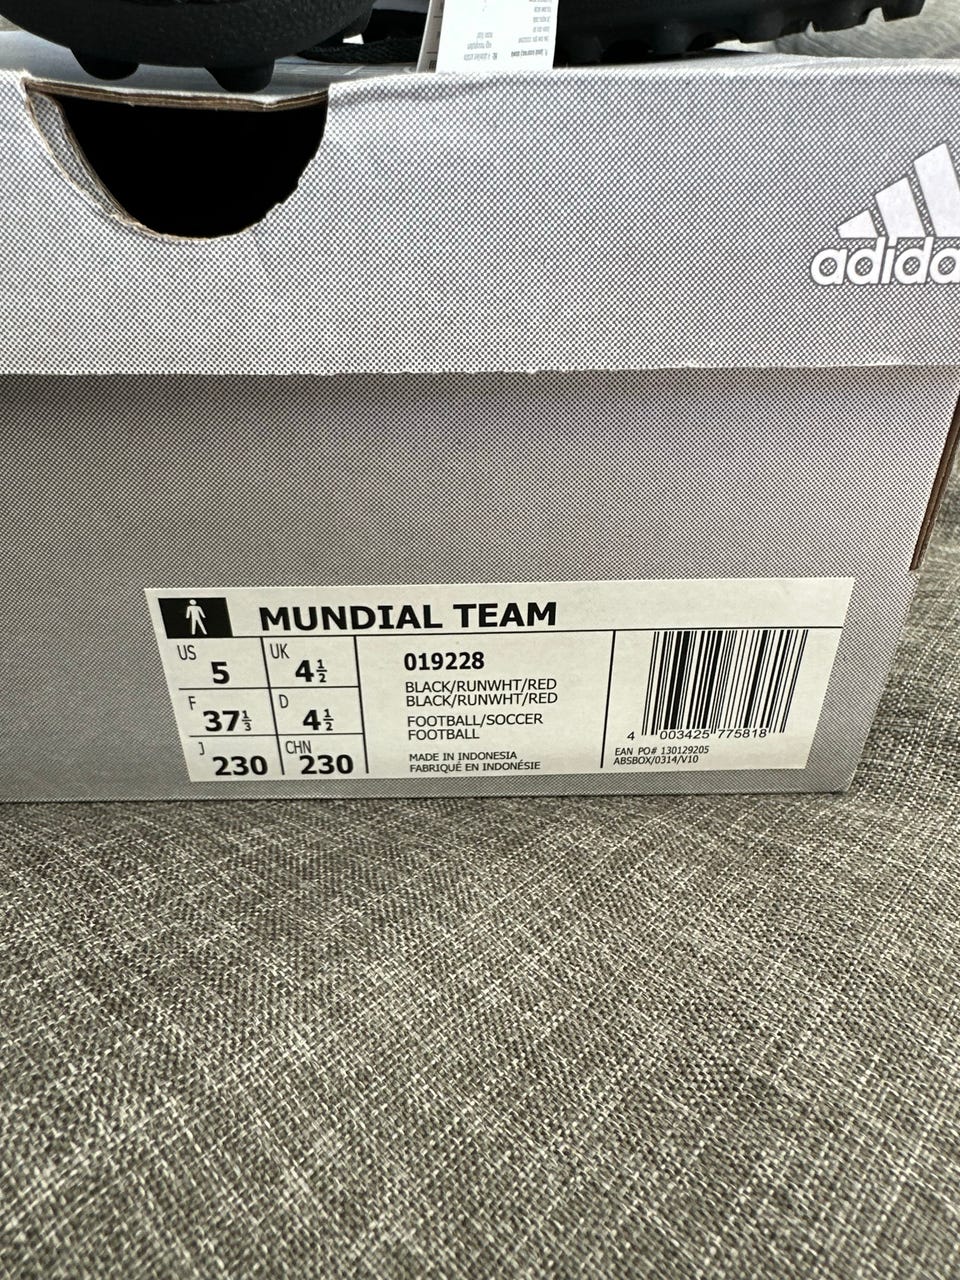 adida
MUNDIAL TEAM
US 5
UK 4½
F 37⅓
D 4½
J 230
CHN 230
019228
BLACK/RUNWHT/RED
BLACK/RUNWHT/RED
FOOTBALL/SOCCER
FOOTBALL
MADE IN INDONESIA
FABRIQUÉ EN INDONÉSIE
4 003425 775818
EAN PO# 130129205
ABSBOX/0314/V10